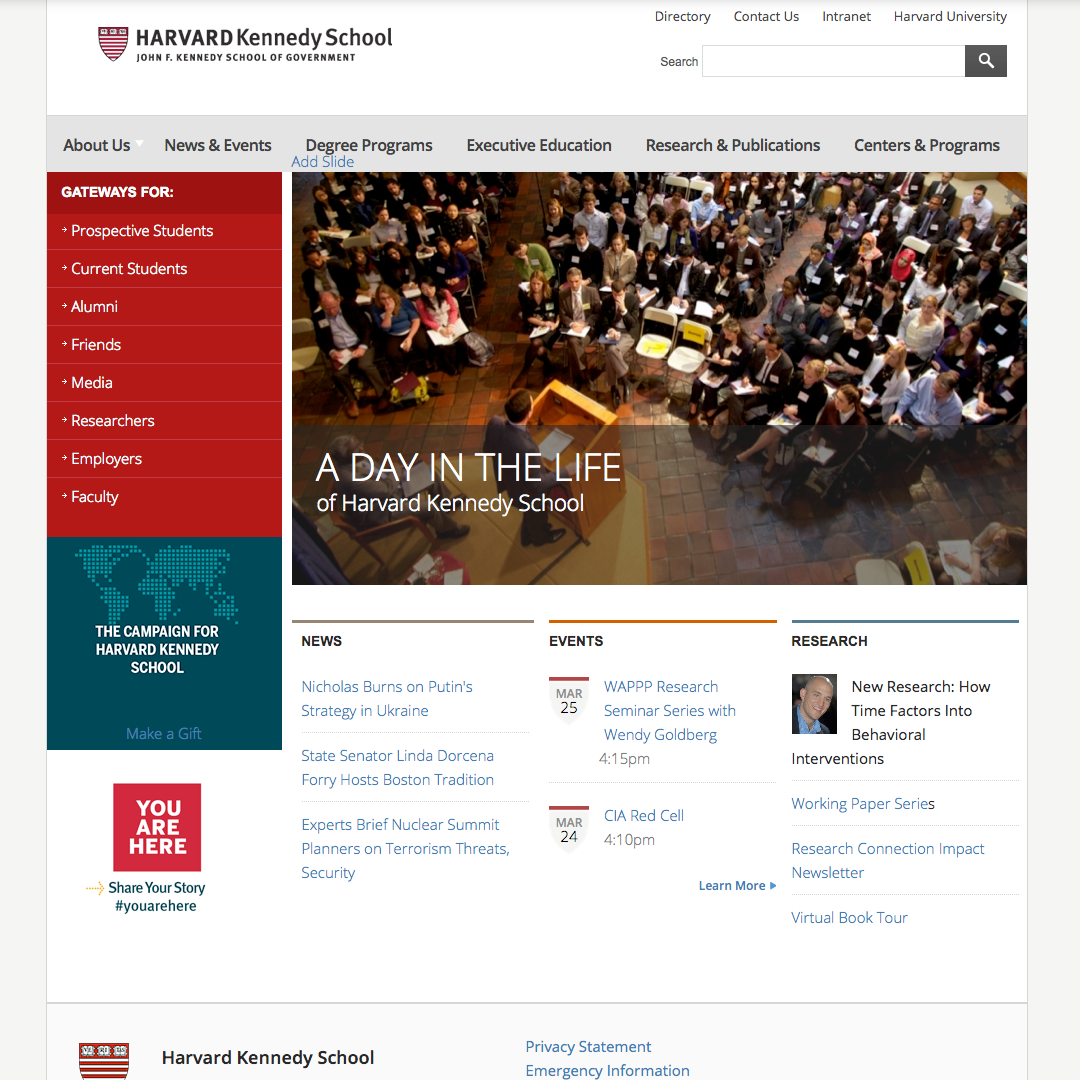 Directory Contact Us Intranet Harvard University
HARVARD Kennedy School
JOHN F. KENNEDY SCHOOL OF GOVERNMENT
Search
About Us News & Events Degree Programs Executive Education Research & Publications Centers & Programs
Add Slide
GATEWAYS FOR:
Prospective Students
Current Students
Alumni
Friends
Media
Researchers
Employers
Faculty
A DAY IN THE LIFE
of Harvard Kennedy School
THE CAMPAIGN FOR
HARVARD KENNEDY
SCHOOL
Make a Gift
YOU
ARE
HERE
Share Your Story
#youarehere
NEWS
Nicholas Burns on Putin's
Strategy in Ukraine
State Senator Linda Dorcena
Forry Hosts Boston Tradition
Experts Brief Nuclear Summit
Planners on Terrorism Threats,
Security
EVENTS
MAR
25
WAPPP Research
Seminar Series with
Wendy Goldberg
4:15pm
MAR
24
CIA Red Cell
4:10pm
Learn More
RESEARCH
New Research: How
Time Factors Into
Behavioral
Interventions
Working Paper Series
Research Connection Impact
Newsletter
Virtual Book Tour
Harvard Kennedy School
Privacy Statement
Emergency Information